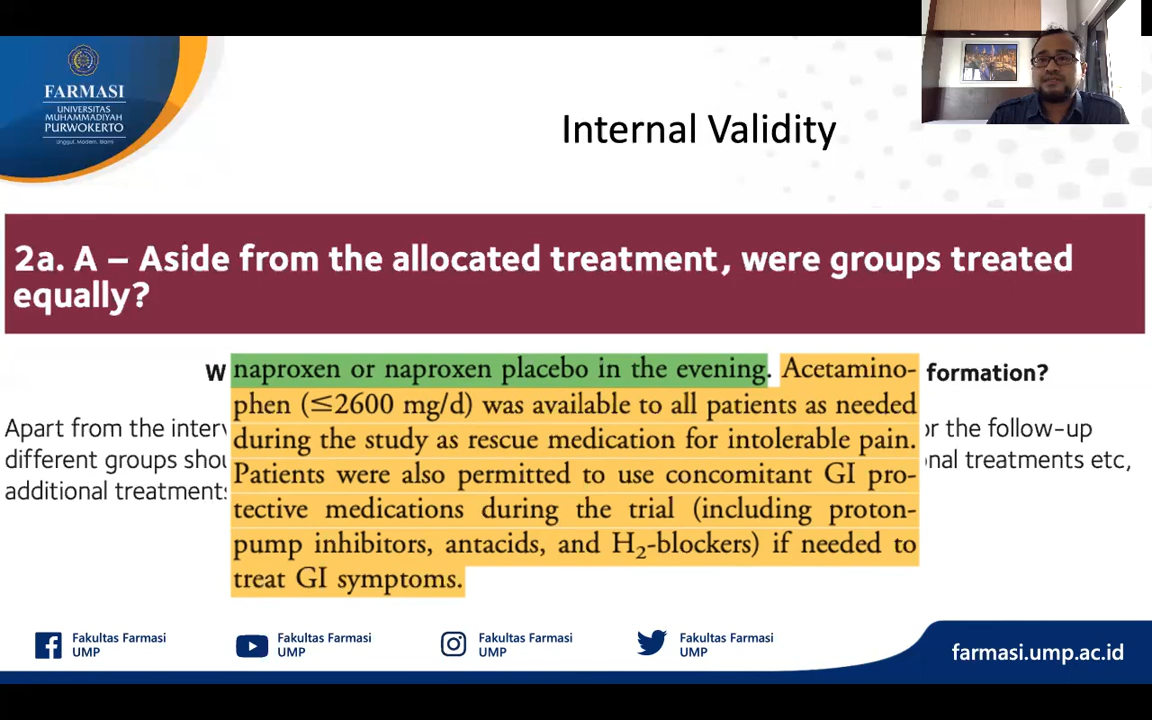 FARMASI
UNIVERSITAS
MUHAMMADIYAH
PURWOKERTO
Unggul, Modern, Islami
Internal Validity
2a. A – Aside from the allocated treatment, were groups treated
equally?
naproxen or naproxen placebo in the evening. Acetamino-
formation?
phen (≤2600 mg/d) was available to all patients as needed
during the study as rescue medication for intolerable pain.
Patients were also permitted to use concomitant GI pro-
tective medications during the trial (including proton-
pump inhibitors, antacids, and H₂-blockers) if needed to
treat GI symptoms.
Apart from the the follow-up
different groups treatments etc,
additional
Fakultas Farmasi
UMP
Fakultas Farmasi
UMP
Fakultas Farmasi
UMP
Fakultas Farmasi
UMP
farmasi.ump.ac.id